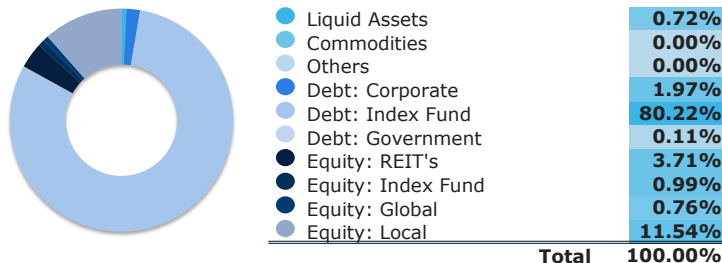 Liquid Assets 0.72%
Commodities 0.00%
Others 0.00%
Debt: Corporate 1.97%
Debt: Index Fund 80.22%
Debt: Government 0.11%
Equity: REIT's 3.71%
Equity: Index Fund 0.99%
Equity: Global 0.76%
Equity: Local 11.54%
Total 100.00%